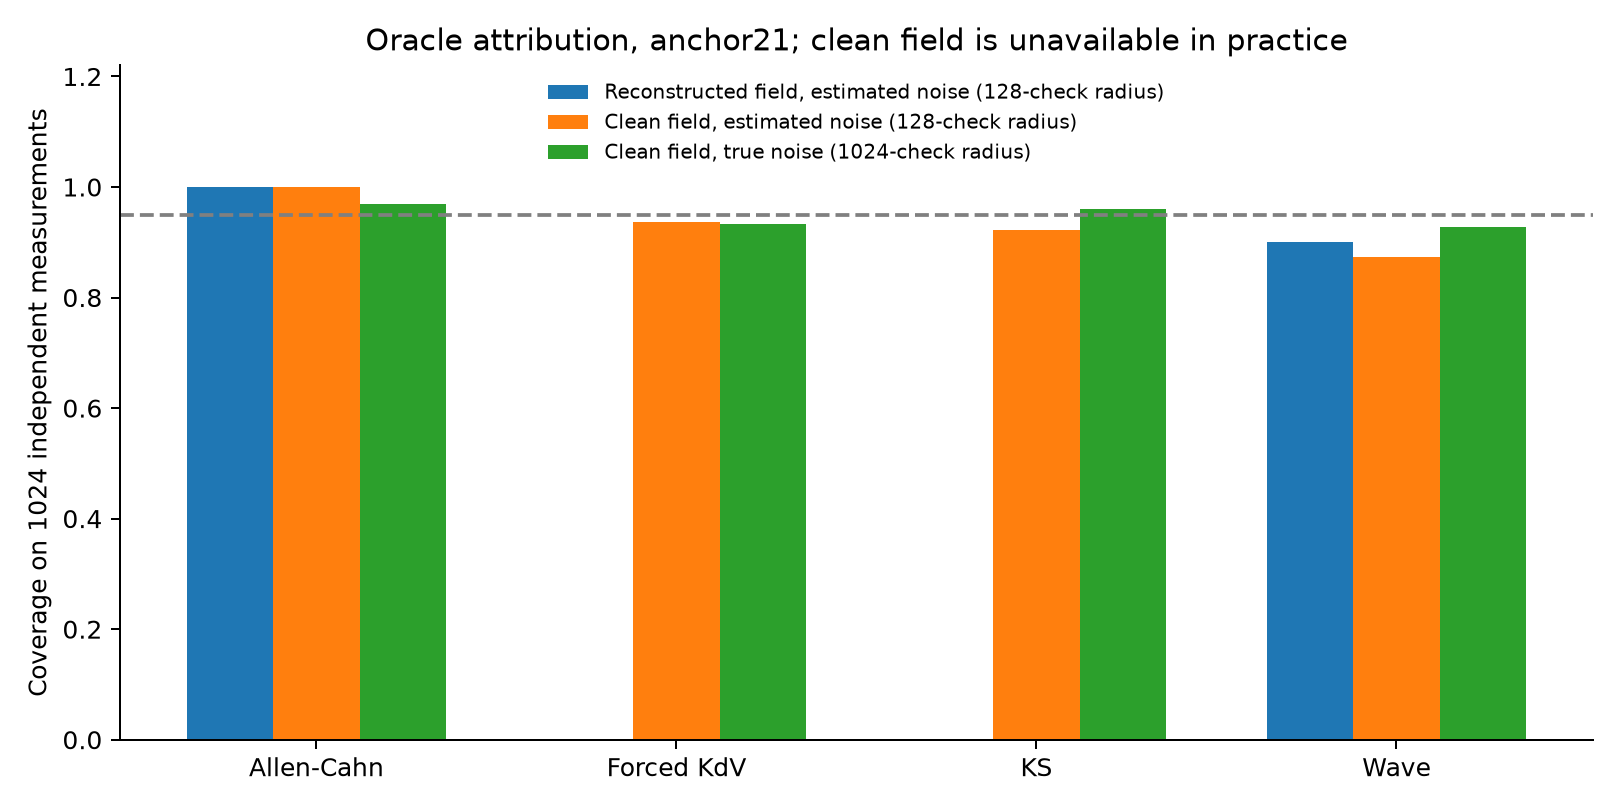 Oracle attribution, anchor21; clean field is unavailable in practice
Reconstructed field, estimated noise (128-check radius)
Clean field, estimated noise (128-check radius)
Clean field, true noise (1024-check radius)
Coverage on 1024 independent measurements
1.2
1.0
0.8
0.6
0.4
0.2
0.0
Allen-Cahn
Forced KdV
KS
Wave